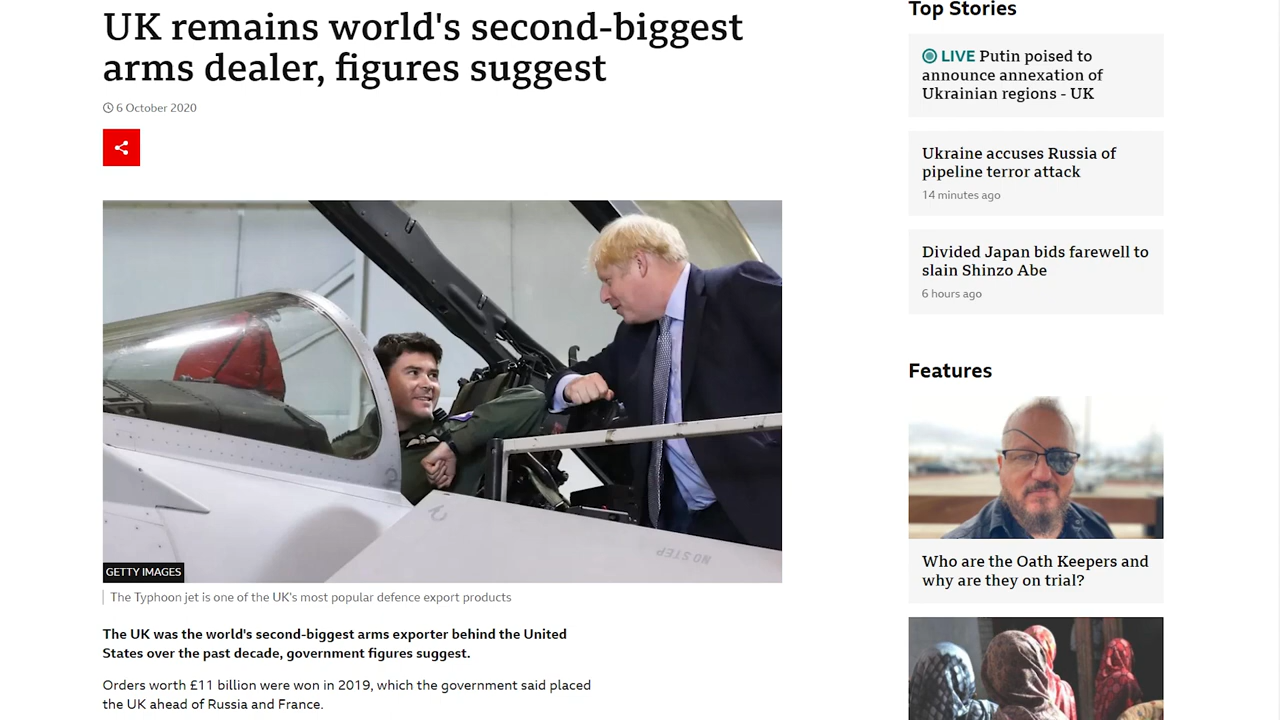 UK remains world's second-biggest
arms dealer, figures suggest
6 October 2020
NO STEP
GETTY IMAGES
The Typhoon jet is one of the UK's most popular defence export products
The UK was the world's second-biggest arms exporter behind the United
States over the past decade, government figures suggest.
Orders worth £11 billion were won in 2019, which the government said placed
the UK ahead of Russia and France.
Top Stories
LIVE Putin poised to
announce annexation of
Ukrainian regions - UK
Ukraine accuses Russia of
pipeline terror attack
14 minutes ago
Divided Japan bids farewell to
slain Shinzo Abe
6 hours ago
Features
Who are the Oath Keepers and
why are they on trial?